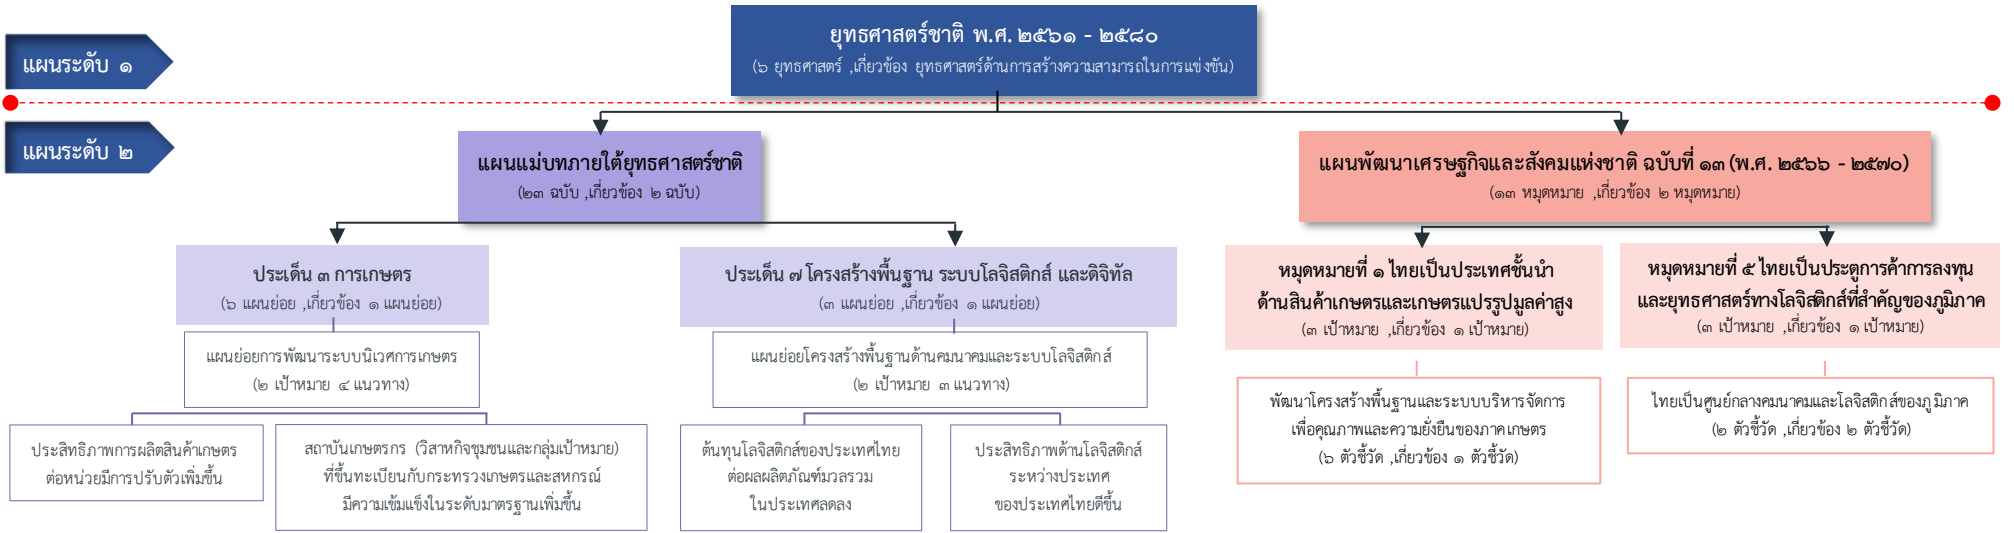 แผนระดับ ๑
ยุทธศาสตร์ชาติ พ.ศ. ๒๕๖๑ - ๒๕๘๐
(๖ ยุทธศาสตร์ ,เกี่ยวข้อง ยุทธศาสตร์ด้านการสร้างความสามารถในการแข่งขัน)
แผนระดับ ๒
แผนแม่บทภายใต้ยุทธศาสตร์ชาติ
(๒๓ ฉบับ ,เกี่ยวข้อง ๒ ฉบับ)
แผนพัฒนาเศรษฐกิจและสังคมแห่งชาติ ฉบับที่ ๑๓ (พ.ศ. ๒๕๖๖ - ๒๕๗๐)
(๑๓ หมุดหมาย ,เกี่ยวข้อง ๒ หมุดหมาย)
ประเด็น ๓ การเกษตร
(๖ แผนย่อย ,เกี่ยวข้อง ๑ แผนย่อย)
ประเด็น ๗ โครงสร้างพื้นฐาน ระบบโลจิสติกส์ และดิจิทัล
(๓ แผนย่อย ,เกี่ยวข้อง ๑ แผนย่อย)
หมุดหมายที่ ๑ ไทยเป็นประเทศชั้นนำ
ด้านสินค้าเกษตรและเกษตรแปรรูปมูลค่าสูง
(๓ เป้าหมาย ,เกี่ยวข้อง ๑ เป้าหมาย)
หมุดหมายที่ ๕ ไทยเป็นประตูการค้าการลงทุน
และยุทธศาสตร์ทางโลจิสติกส์ที่สำคัญของภูมิภาค
(๓ เป้าหมาย ,เกี่ยวข้อง ๑ เป้าหมาย)
แผนย่อยการพัฒนาระบบนิเวศการเกษตร
(๒ เป้าหมาย ๔ แนวทาง)
แผนย่อยโครงสร้างพื้นฐานด้านคมนาคมและระบบโลจิสติกส์
(๒ เป้าหมาย ๓ แนวทาง)
พัฒนาโครงสร้างพื้นฐานและระบบบริหารจัดการ
เพื่อคุณภาพและความยั่งยืนของภาคเกษตร
(๖ ตัวชี้วัด ,เกี่ยวข้อง ๑ ตัวชี้วัด)
ไทยเป็นศูนย์กลางคมนาคมและโลจิสติกส์ของภูมิภาค
(๒ ตัวชี้วัด ,เกี่ยวข้อง ๒ ตัวชี้วัด)
ประสิทธิภาพการผลิตสินค้าเกษตร
ต่อหน่วยมีการปรับตัวเพิ่มขึ้น
สถาบันเกษตรกร (วิสาหกิจชุมชนและกลุ่มเป้าหมาย)
ที่ขึ้นทะเบียนกับกระทรวงเกษตรและสหกรณ์
มีความเข้มแข็งในระดับมาตรฐานเพิ่มขึ้น
ต้นทุนโลจิสติกส์ของประเทศไทย
ต่อผลผลิตภัณฑ์มวลรวม
ในประเทศลดลง
ประสิทธิภาพด้านโลจิสติกส์
ระหว่างประเทศ
ของประเทศไทยดีขึ้น